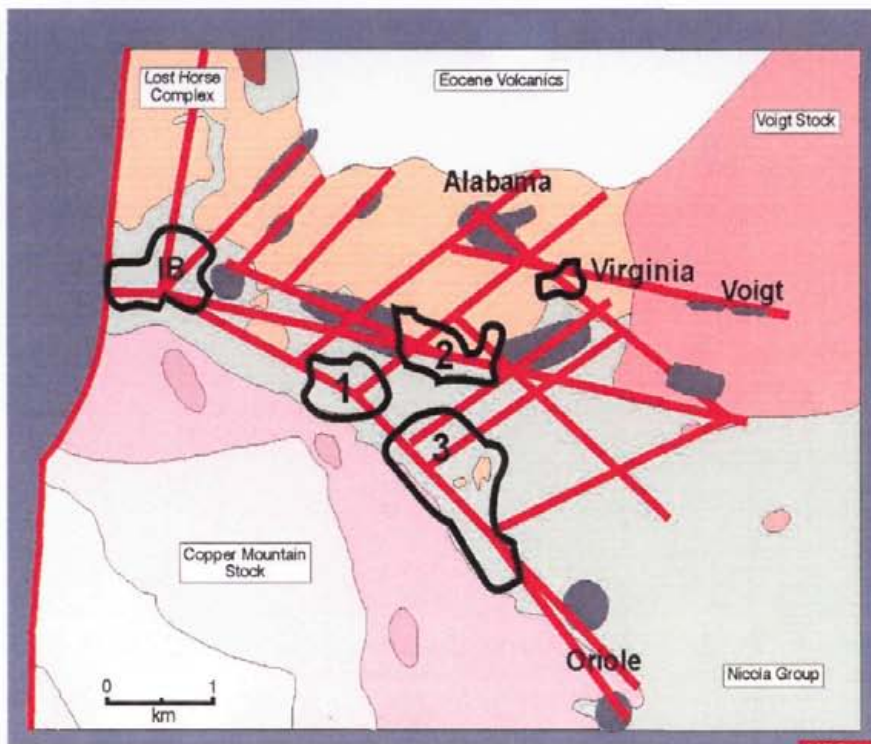 Lost Horse
Complex
Eocene Volcanics
Voigt Stock
Alabama
IB
Virginia
Voigt
2
1
3
Copper Mountain
Stock
Oriole
Nicola Group
0 1
km